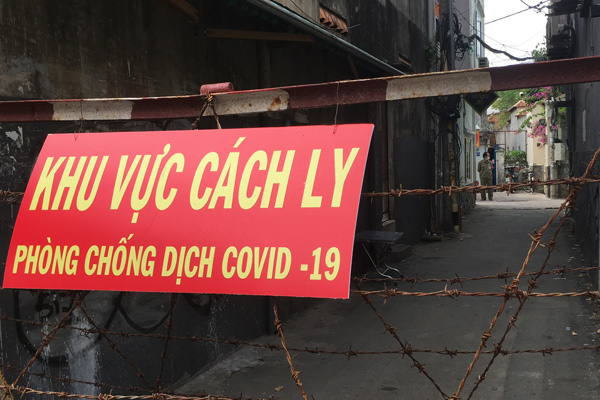 KHU VỰC CÁCH LY
PHÒNG CHỐNG DỊCH COVID -19